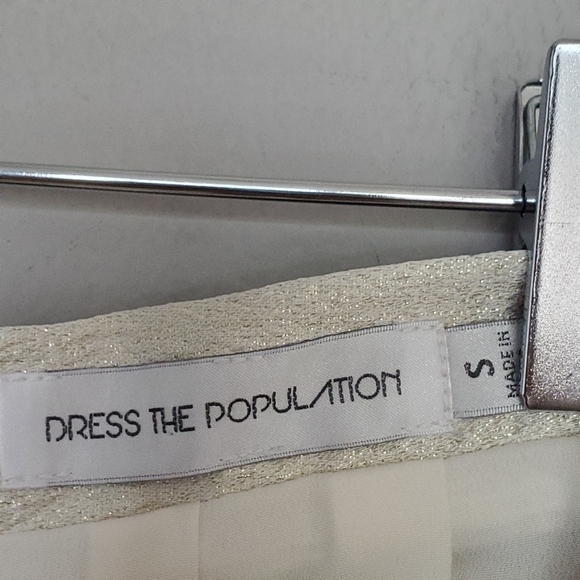 DRESS THE POPULATION
S
MADE IN